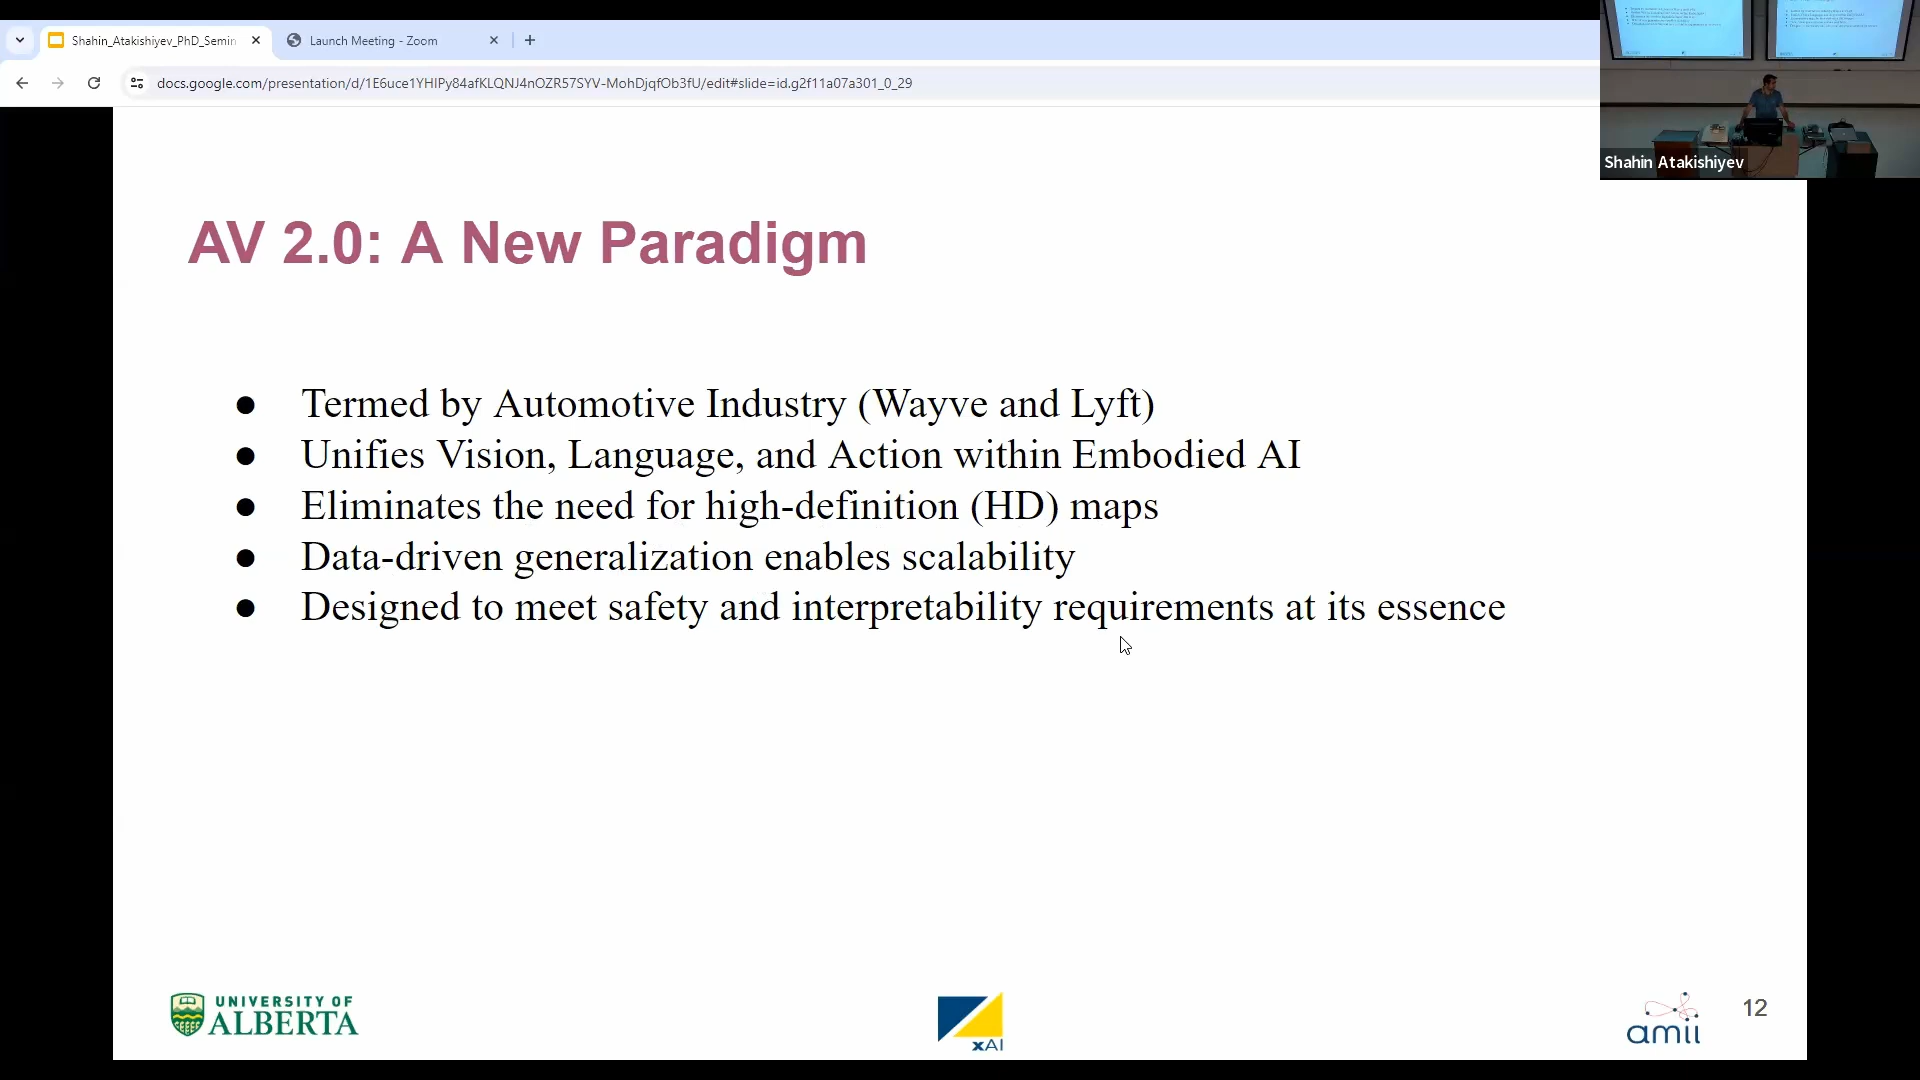 Shahin_Atakishiyev_PhD_Semin
Launch Meeting - Zoom
docs.google.com/presentation/d/1E6uce1YHIPy84afKLQNJ4nOZR57SYV-MohDjqfOb3fU/edit#slide=id.g2f11a07a301_0_29
Shahin Atakishiyev
AV 2.0: A New Paradigm
● Termed by Automotive Industry (Wayve and Lyft)
● Unifies Vision, Language, and Action within Embodied AI
● Eliminates the need for high-definition (HD) maps
● Data-driven generalization enables scalability
● Designed to meet safety and interpretability requirements at its essence
UNIVERSITY OF
ALBERTA
xAI
amii
12